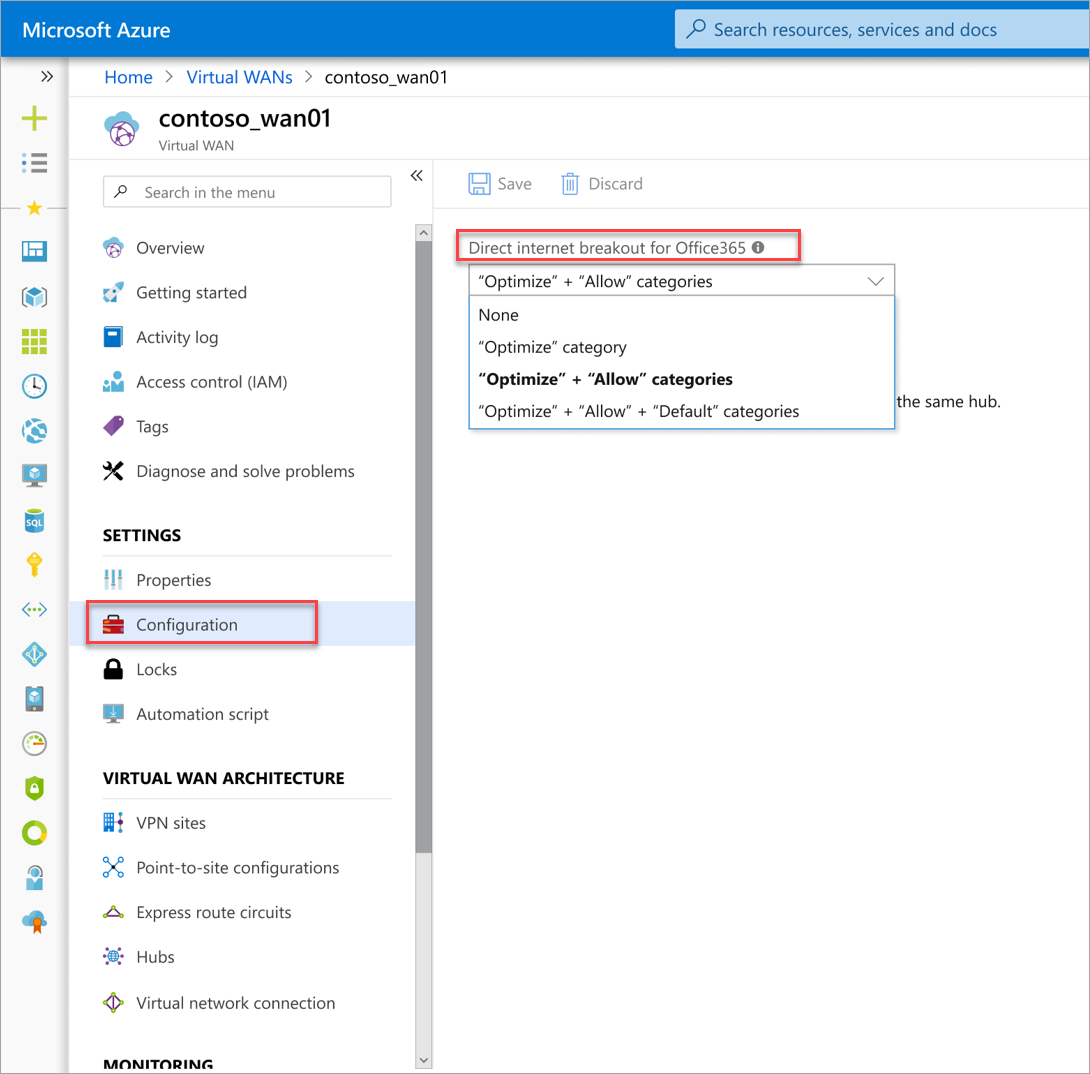 Microsoft Azure
Search resources, services and docs
Home > Virtual WANs > contoso_wan01
contoso_wan01
Virtual WAN
Search in the menu
Save
Discard
Overview
Getting started
Activity log
Access control (IAM)
Tags
Diagnose and solve problems
SETTINGS
Properties
Configuration
Locks
Automation script
VIRTUAL WAN ARCHITECTURE
VPN sites
Point-to-site configurations
Express route circuits
Hubs
Virtual network connection
MONITORING
Direct internet breakout for Office365
“Optimize” + “Allow” categories
None
“Optimize” category
“Optimize” + “Allow” categories
“Optimize” + “Allow” + “Default” categories
the same hub.
SQL